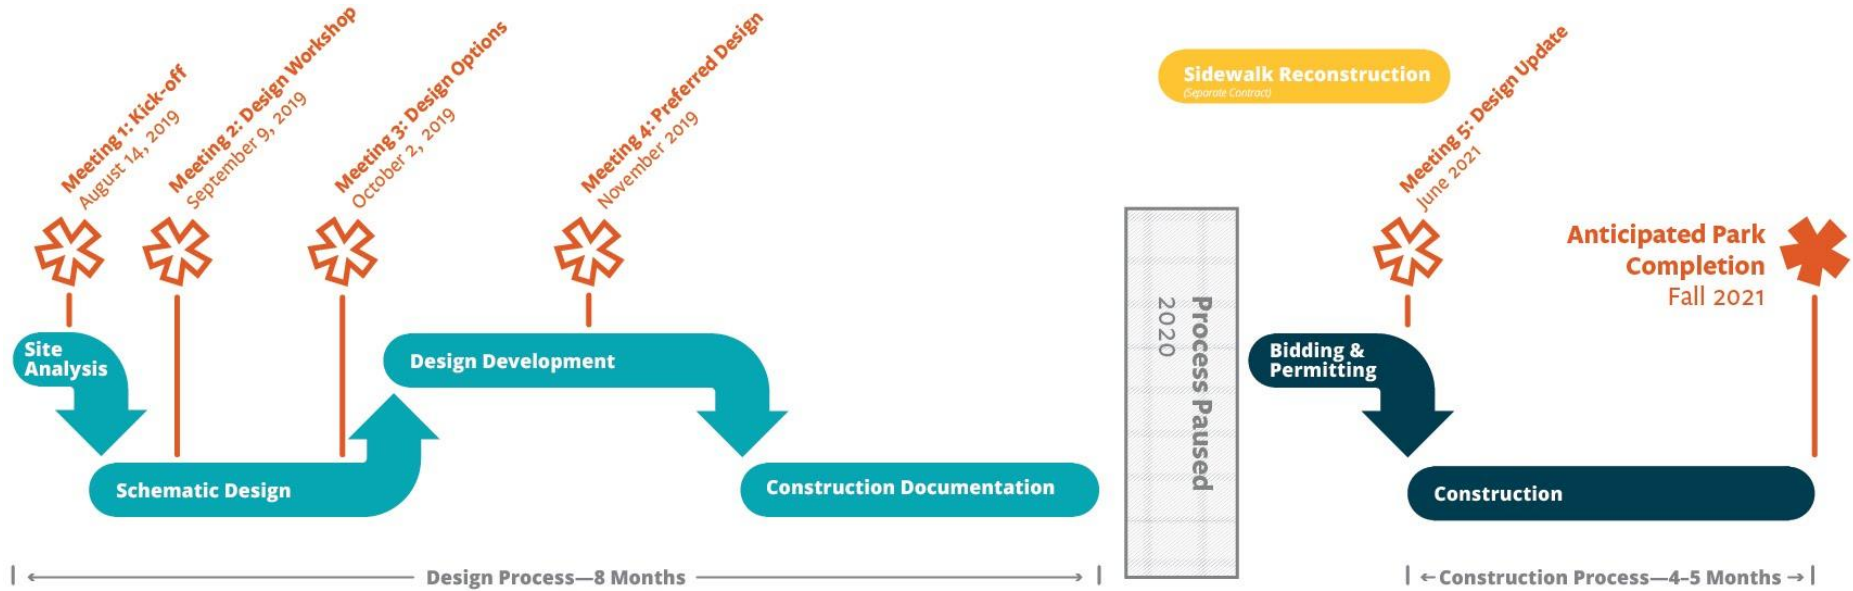 Meeting 1: Kick-off
August 14, 2019
Meeting 2: Design Workshop
September 9, 2019
Meeting 3: Design Options
October 2, 2019
Meeting 4: Preferred Design
November 2019
Sidewalk Reconstruction
(Separate Contract)
Meeting 5: Design Update
June 2021
Anticipated Park
Completion
Fall 2021
Site
Analysis
Schematic Design
Design Development
Construction Documentation
Process Paused
2020
Bidding &
Permitting
Construction
Design Process—8 Months
Construction Process—4–5 Months